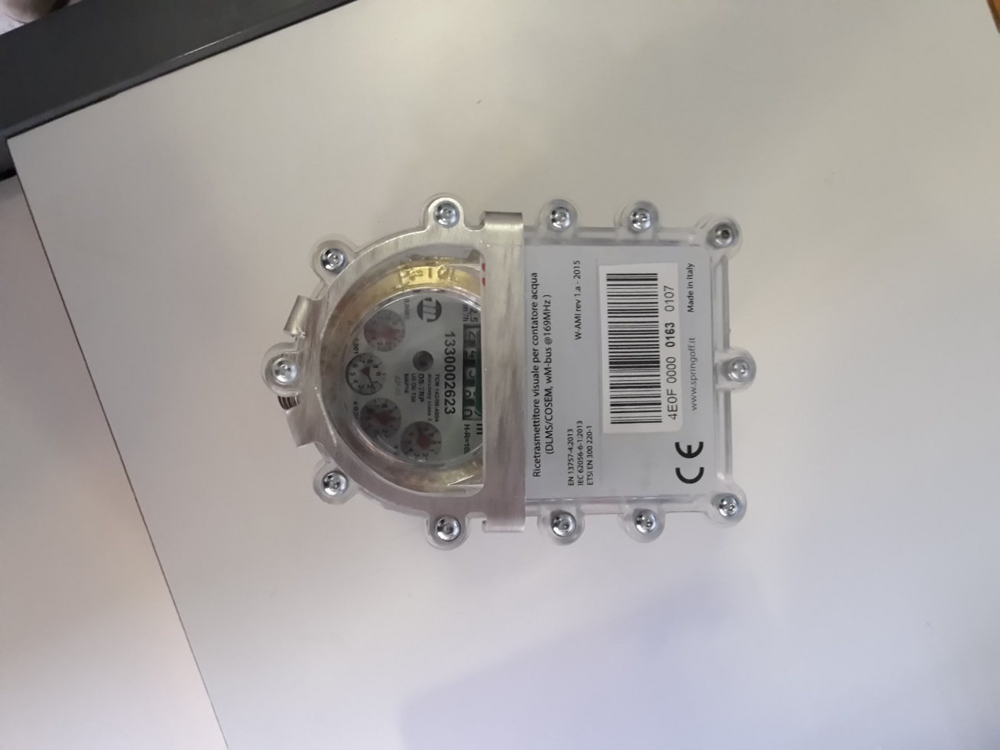 Ricetrasmettitore visuale per contatore acqua
(DLMS/COSEM, wM-bus @169MHz )
EN 13757-4:2013
IEC 62056-6-1:2013
ETSI EN 300 220-1
W-AMI rev 1.a - 2015
4E0F 0000 0163 0107
CE
www.springoff.it
Made in Italy
1330002623
DS-TRP